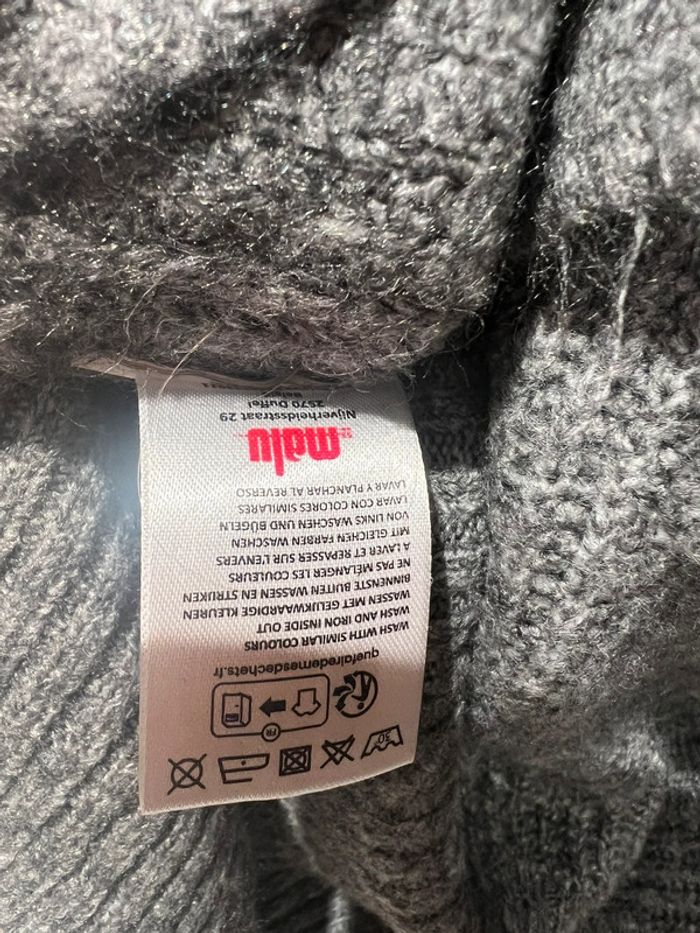 30
FR
quefairedemesdechets.fr
WASH WITH SIMILAR COLOURS
WASH AND IRON INSIDE OUT
WASSEN MET GELIJKWAARDIGE KLEUREN
BINNENSTE BUITEN WASSEN EN STRIJKEN
NE PAS MÉLANGER LES COULEURS
A LAVER ET REPASSER SUR L'ENVERS
MIT GLEICHEN FARBEN WASCHEN
VON LINKS WASCHEN UND BÜGELN
LAVAR CON COLORES SIMILARES
LAVAR Y PLANCHAR AL REVERSO
malu
Nijverheidsstraat 29
2570 Duffel